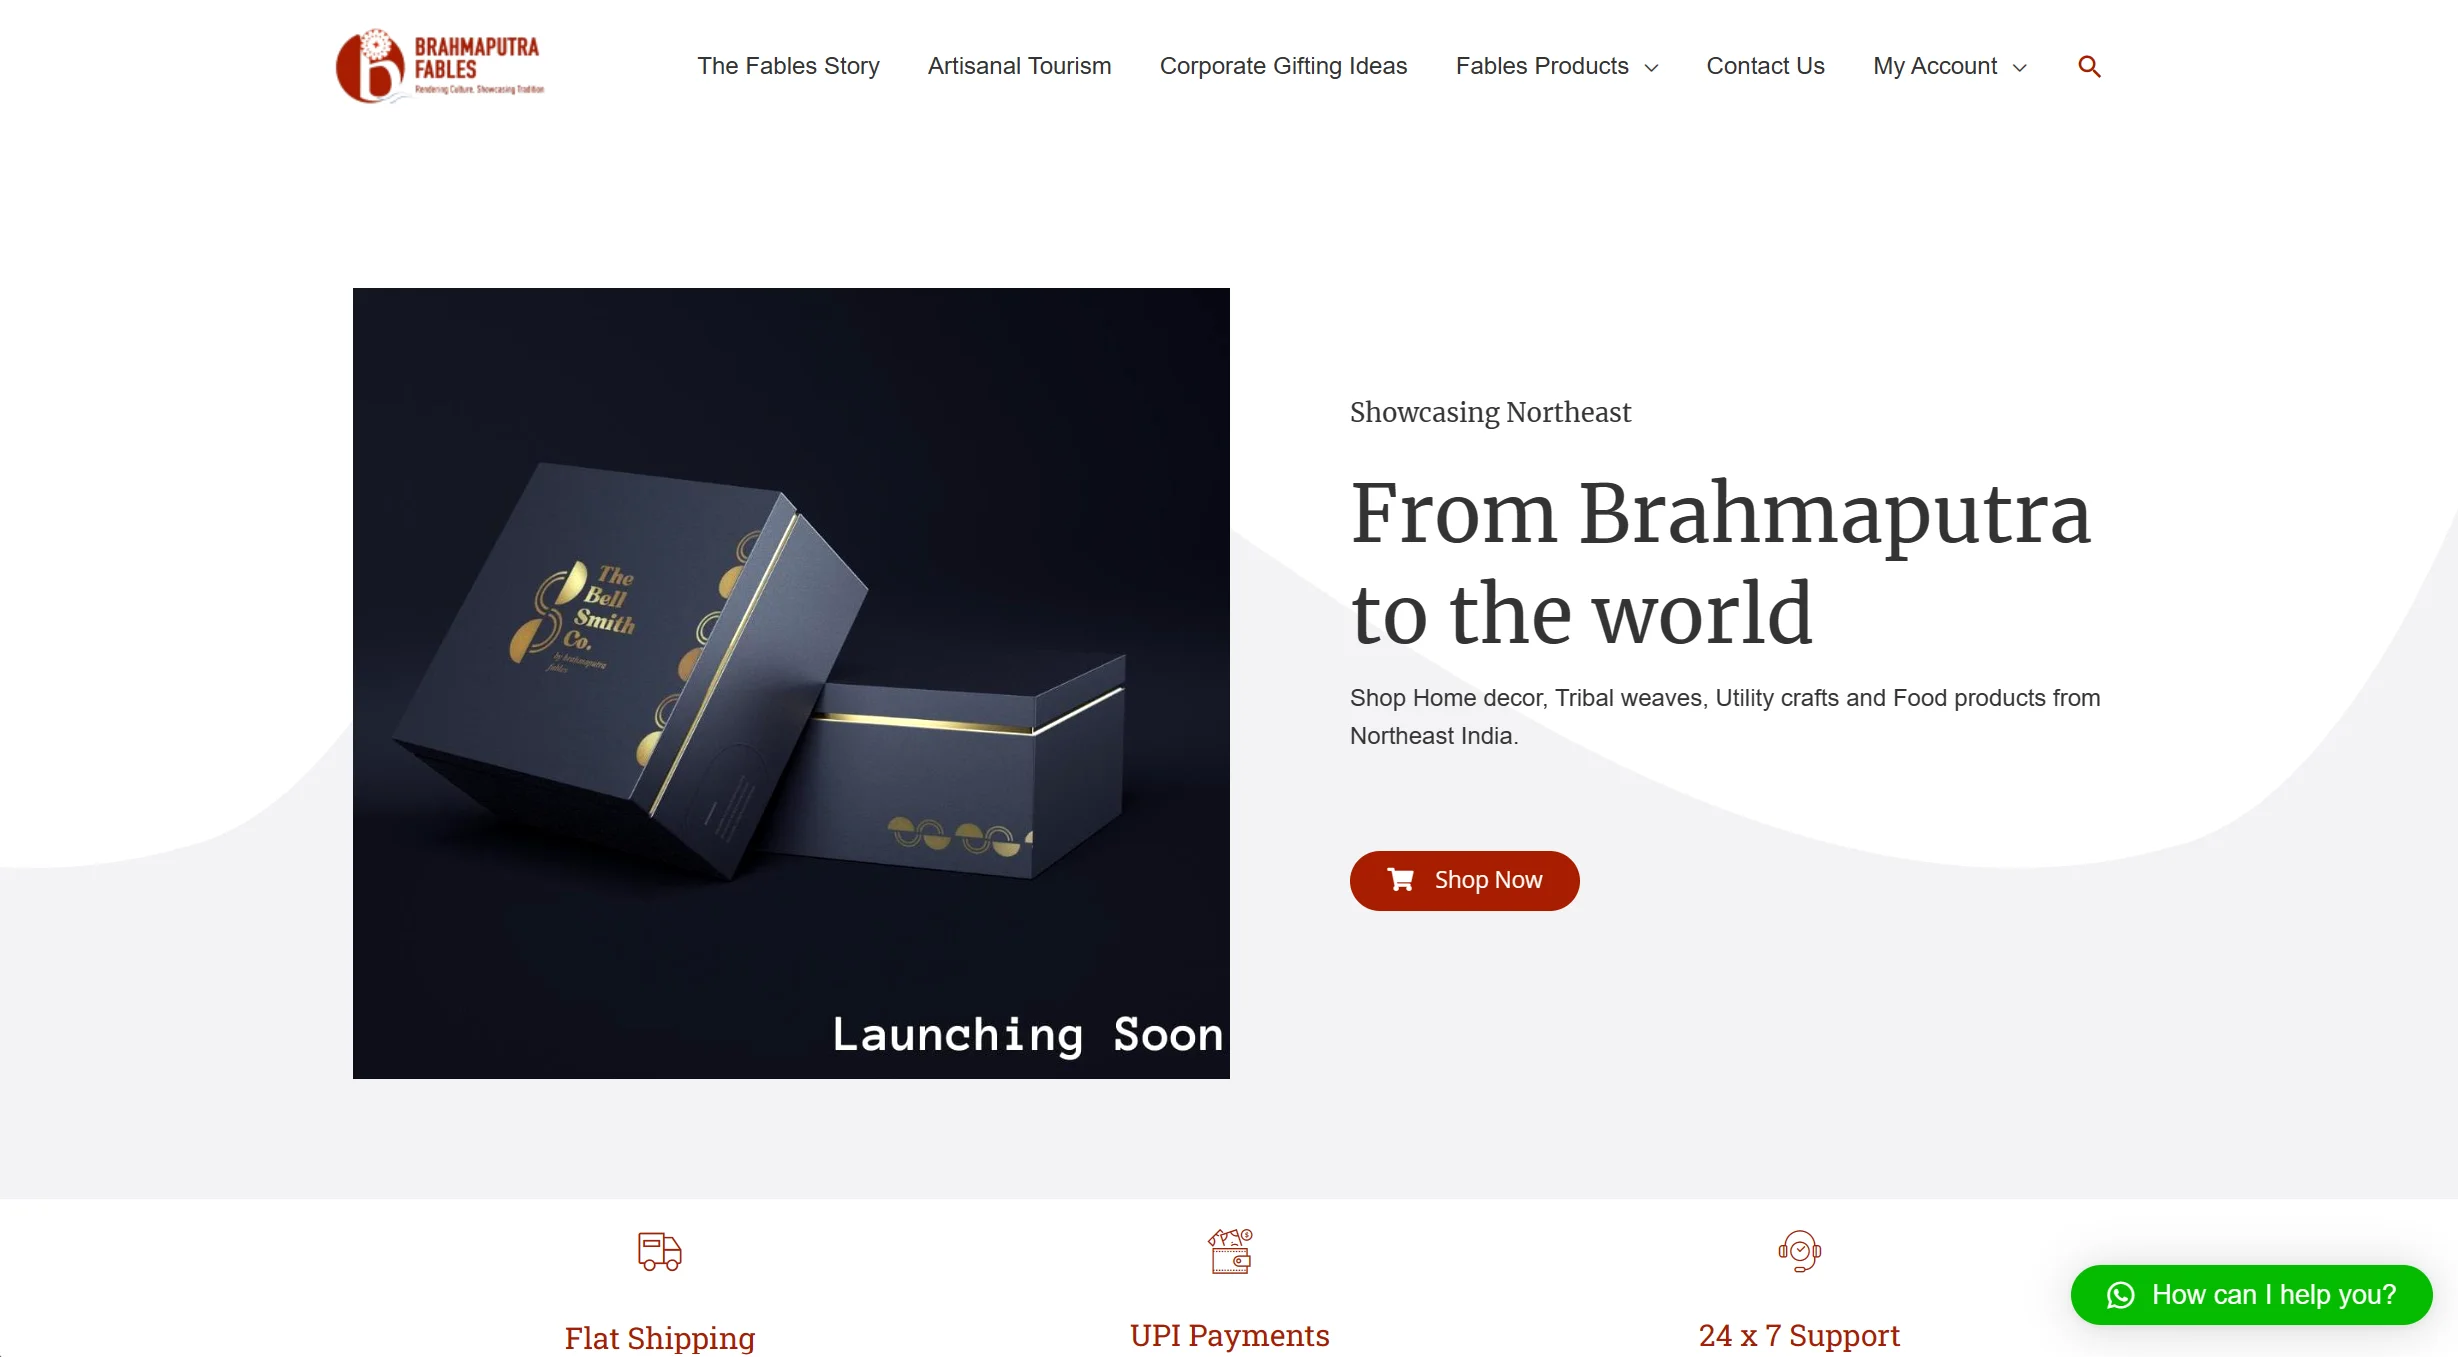 BRAHMAPUTRA
FABLES
Rendering Culture. Showcasing Tradition
The Fables Story
Artisanal Tourism
Corporate Gifting Ideas
Fables Products
Contact Us
My Account
The
Bell
Smith
Co.
by brahmaputra
fables
Launching Soon
Showcasing Northeast
From Brahmaputra
to the world
Shop Home decor, Tribal weaves, Utility crafts and Food products from
Northeast India.
Shop Now
Flat Shipping
UPI Payments
24 x 7 Support
How can I help you?